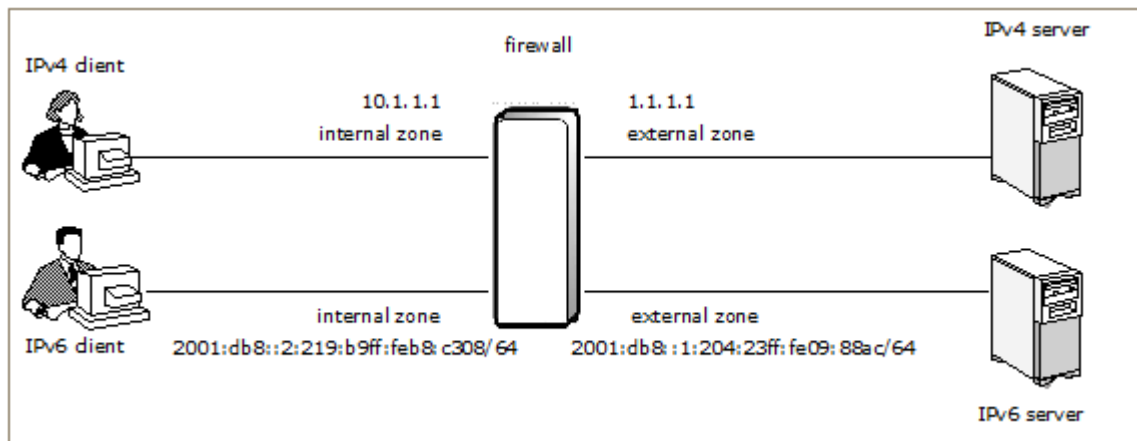 IPv4 server
firewall
IPv4 client
10.1.1.1
1.1.1.1
internal zone
external zone
internal zone
external zone
IPv6 client
2001:db8::2:219:b9ff:feb8:c308/64
2001:db8::1:204:23ff:fe09:88ac/64
IPv6 server